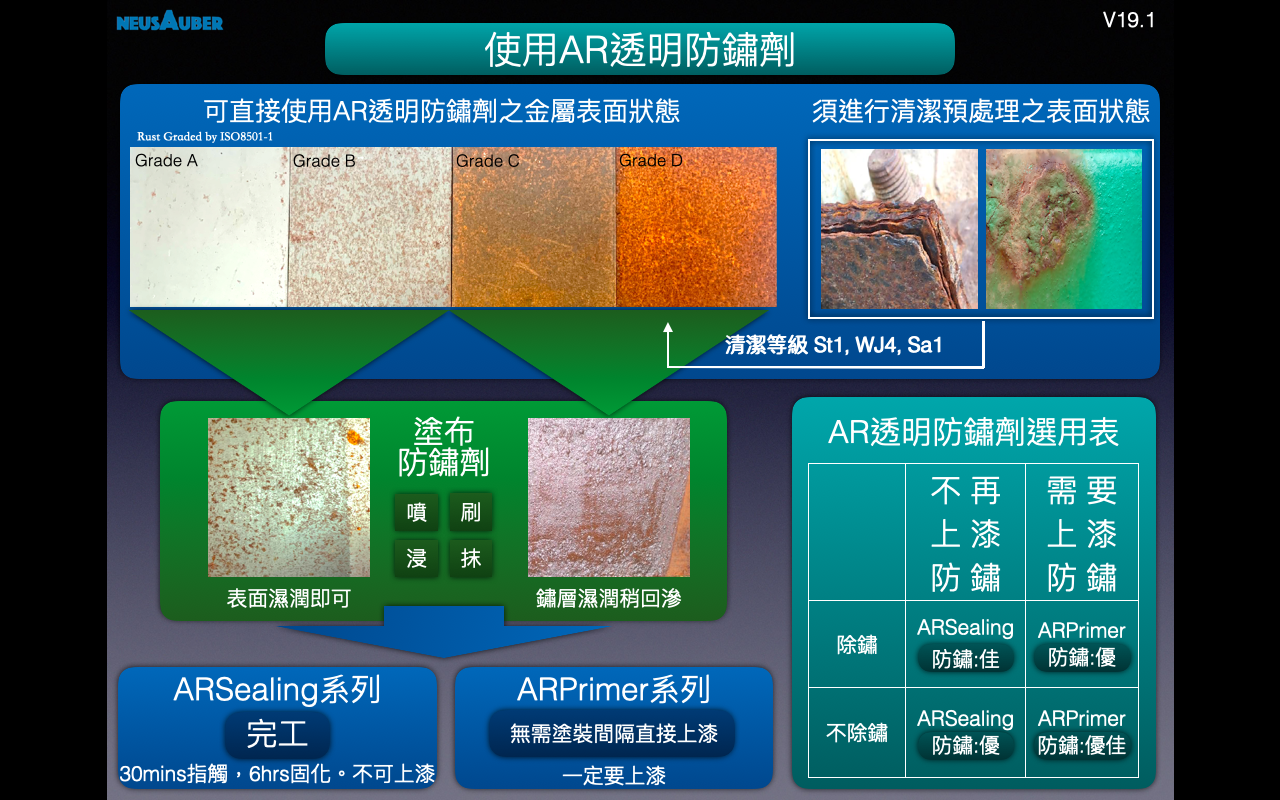 NEUSAUBER
V19.1
使用AR透明防鏽劑
可直接使用AR透明防鏽劑之金屬表面狀態
須進行清潔預處理之表面狀態
Rust Graded by ISO8501-1
Grade A
Grade B
Grade C
Grade D
清潔等級 St1, WJ4, Sa1
塗布
防鏽劑
噴 刷
浸 抹
表面濕潤即可
鏽層濕潤稍回滲
ARSealing系列
完工
30mins指觸，6hrs固化。不可上漆
ARPrimer系列
無需塗裝間隔直接上漆
一定要上漆
AR透明防鏽劑選用表
不再 需要
上漆 上漆
防鏽 防鏽
除鏽
ARSealing
防鏽:佳
ARPrimer
防鏽:優
不除鏽
ARSealing
防鏽:優
ARPrimer
防鏽:優佳